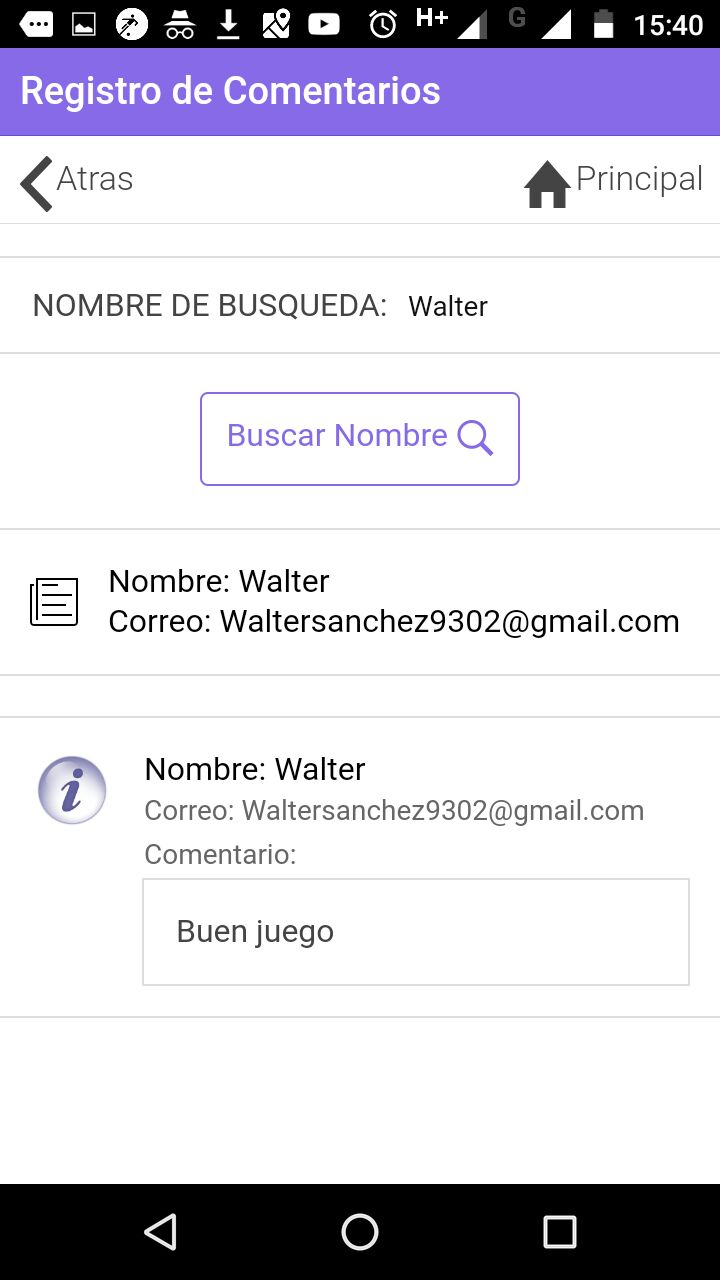 H+ G 15:40
Registro de Comentarios
Atras Principal
NOMBRE DE BUSQUEDA: Walter
Buscar Nombre
Nombre: Walter
Correo: Waltersanchez9302@gmail.com
Nombre: Walter
Correo: Waltersanchez9302@gmail.com
Comentario:
Buen juego